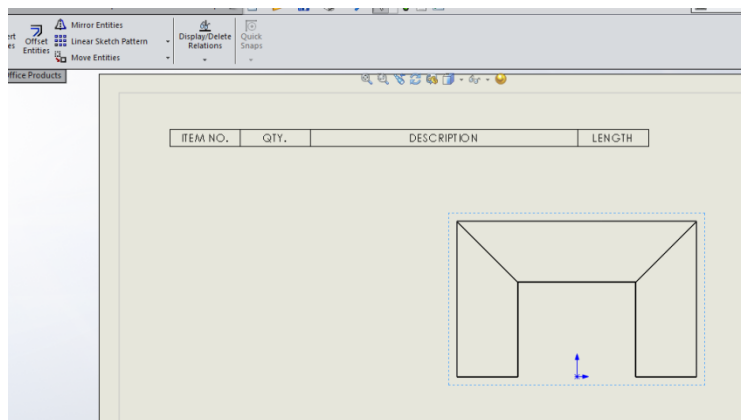 Mirror Entities
Offset Entities
Linear Sketch Pattern
Move Entities
Display/Delete Relations
Quick Snaps
ffice Products
ITEM NO. QTY. DESCRIPTION LENGTH